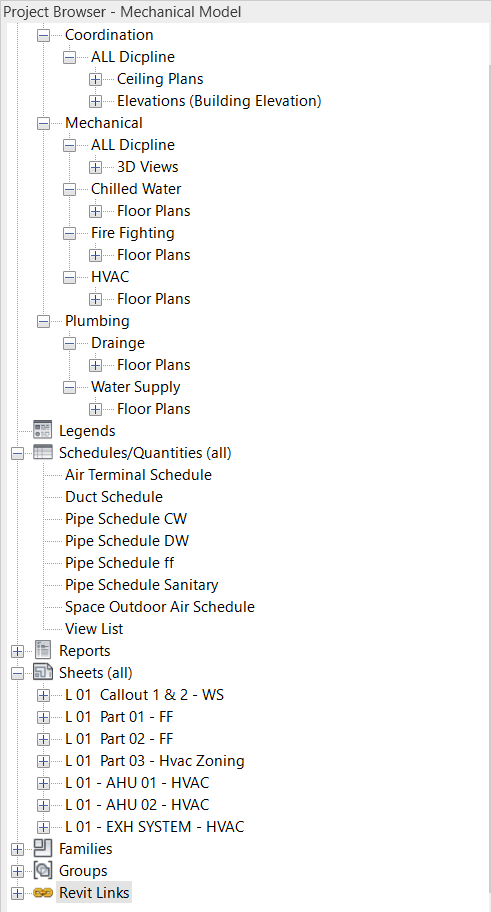 Project Browser - Mechanical Model
Coordination
ALL Dicpline
Ceiling Plans
Elevations (Building Elevation)
Mechanical
ALL Dicpline
3D Views
Chilled Water
Floor Plans
Fire Fighting
Floor Plans
HVAC
Floor Plans
Plumbing
Drainge
Floor Plans
Water Supply
Floor Plans
Legends
Schedules/Quantities (all)
Air Terminal Schedule
Duct Schedule
Pipe Schedule CW
Pipe Schedule DW
Pipe Schedule ff
Pipe Schedule Sanitary
Space Outdoor Air Schedule
View List
Reports
Sheets (all)
L 01  Callout 1 & 2 - WS
L 01  Part 01 - FF
L 01  Part 02 - FF
L 01  Part 03 - Hvac Zoning
L 01 - AHU 01 - HVAC
L 01 - AHU 02 - HVAC
L 01 - EXH SYSTEM - HVAC
Families
Groups
Revit Links